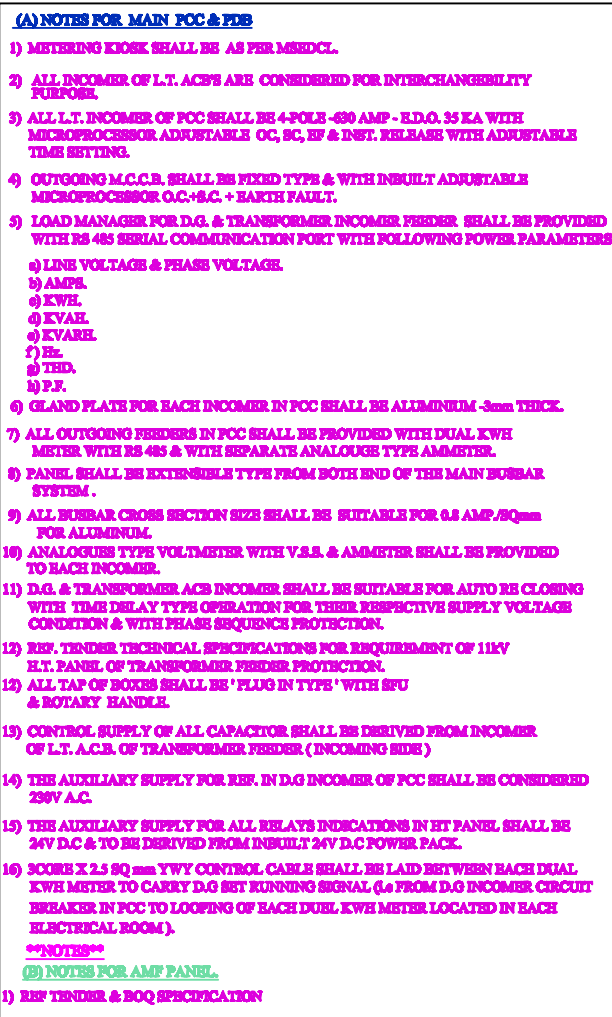 (A) NOTES FOR MAIN PCC & PDB
1) METERING KIOSK SHALL BE AS PER MSEDCL.
2) ALL INCOMER OF L.T. ACB'S ARE CONSIDERED FOR INTERCHANGEBILITY
PURPOSE.
3) ALL L.T. INCOMER OF PCC SHALL BE 4-POLE -630 AMP - E.D.O. 35 KA WITH
MICROPROCESSOR ADJUSTABLE OC, SC, EF & INST. RELEASE WITH ADJUSTABLE
TIME SETTING.
4) OUTGOING M.C.C.B. SHALL BE FIXED TYPE & WITH INBUILT ADJUSTABLE
MICROPROCESSOR O.C.+S.C. + EARTH FAULT.
5) LOAD MANAGER FOR D.G. & TRANSFORMER INCOMER FEEDER SHALL BE PROVIDED
WITH RS 485 SERIAL COMMUNICATION PORT WITH FOLLOWING POWER PARAMETERS
a) LINE VOLTAGE & PHASE VOLTAGE.
b) AMPS.
c) KWH.
d) KVAH.
e) KVARH.
f ) Hz.
g) THD.
h) P.F.
6) GLAND PLATE FOR EACH INCOMER IN PCC SHALL BE ALUMINIUM -3mm THICK.
7) ALL OUTGOING FEEDERS IN PCC SHALL BE PROVIDED WITH DUAL KWH
METER WITH RS 485 & WITH SEPARATE ANALOUGE TYPE AMMETER.
8) PANEL SHALL BE EXTENSIBLE TYPE FROM BOTH END OF THE MAIN BUSBAR
SYSTEM .
9) ALL BUSBAR CROSS SECTION SIZE SHALL BE SUITABLE FOR 0.8 AMP./SQmm
FOR ALUMINUM.
10) ANALOGUES TYPE VOLTMETER WITH V.S.S. & AMMETER SHALL BE PROVIDED
TO EACH INCOMER.
11) D.G. & TRANSFORMER ACB INCOMER SHALL BE SUITABLE FOR AUTO RE CLOSING
WITH TIME DELAY TYPE OPERATION FOR THEIR RESPECTIVE SUPPLY VOLTAGE
CONDITION & WITH PHASE SEQUENCE PROTECTION.
12) REF. TENDER TECHNICAL SPECIFICATIONS FOR REQUIREMENT OF 11kV
H.T. PANEL OF TRANSFORMER FEEDER PROTECTION.
12) ALL TAP OF BOXES SHALL BE ' PLUG IN TYPE ' WITH SFU
& ROTARY HANDLE.
13) CONTROL SUPPLY OF ALL CAPACITOR SHALL BE DERIVED FROM INCOMER
OF L.T. A.C.B. OF TRANSFORMER FEEDER ( INCOMING SIDE )
14) THE AUXILIARY SUPPLY FOR REF. IN D.G INCOMER OF PCC SHALL BE CONSIDERED
230V A.C.
15) THE AUXILIARY SUPPLY FOR ALL RELAYS INDICATIONS IN HT PANEL SHALL BE
24V D.C & TO BE DERIVED FROM INBUILT 24V D.C POWER PACK.
16) 3CORE X 2.5 SQ mm YWY CONTROL CABLE SHALL BE LAID BETWEEN EACH DUAL
KWH METER TO CARRY D.G SET RUNNING SIGNAL (i.e FROM D.G INCOMER CIRCUIT
BREAKER IN PCC TO LOOPING OF EACH DUEL KWH METER LOCATED IN EACH
ELECTRICAL ROOM ).
**NOTES**
(B) NOTES FOR AMF PANEL.
1) REF TENDER & BOQ SPECIFICATION